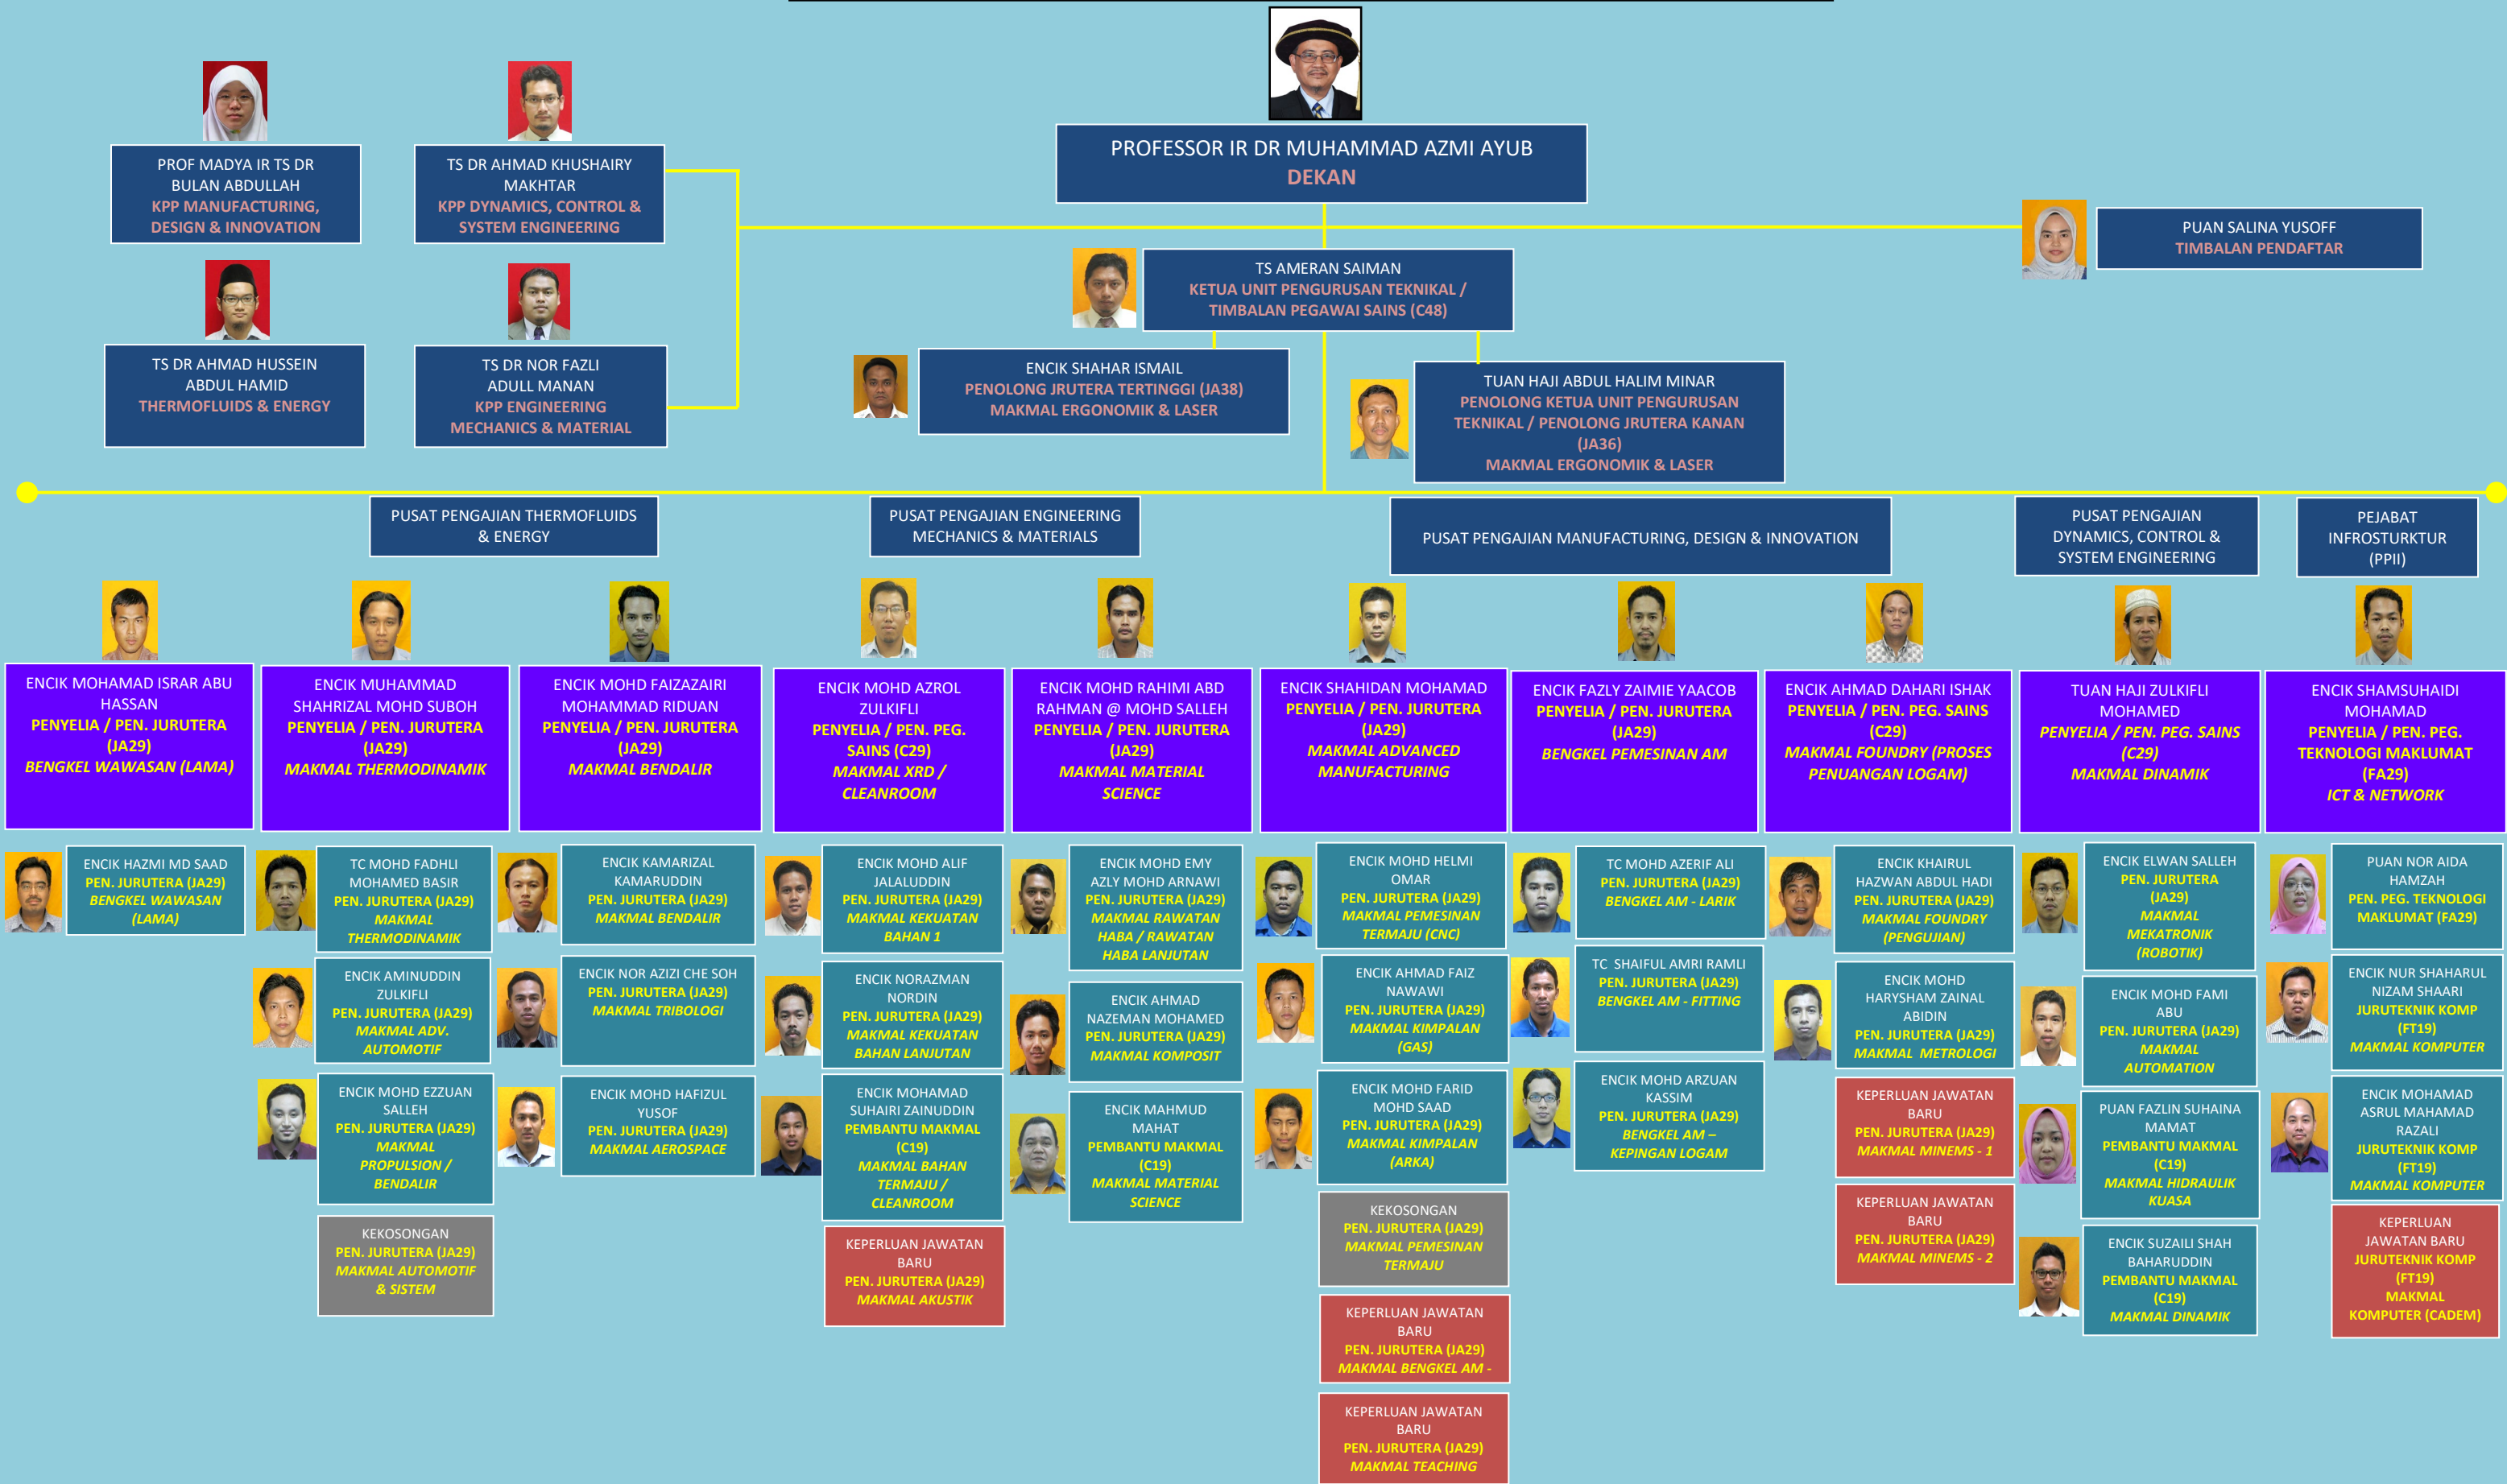 PROFESSOR IR DR MUHAMMAD AZMI AYUB
DEKAN
PROF MADYA IR TS DR
BULAN ABDULLAH
KPP MANUFACTURING,
DESIGN & INNOVATION
TS DR AHMAD KHUSHAIRY
MAKHTAR
KPP DYNAMICS, CONTROL &
SYSTEM ENGINEERING
PUAN SALINA YUSOFF
TIMBALAN PENDAFTAR
TS AMERAN SAIMAN
KETUA UNIT PENGURUSAN TEKNIKAL /
TIMBALAN PEGAWAI SAINS (C48)
TS DR AHMAD HUSSEIN
ABDUL HAMID
THERMOFLUIDS & ENERGY
TS DR NOR FAZLI
ADULL MANAN
KPP ENGINEERING
MECHANICS & MATERIAL
ENCIK SHAHAR ISMAIL
PENOLONG JRUTERA TERTINGGI (JA38)
MAKMAL ERGONOMIK & LASER
TUAN HAJI ABDUL HALIM MINAR
PENOLONG KETUA UNIT PENGURUSAN
TEKNIKAL / PENOLONG JRUTERA KANAN
(JA36)
MAKMAL ERGONOMIK & LASER
PUSAT PENGAJIAN THERMOFLUIDS
& ENERGY
PUSAT PENGAJIAN ENGINEERING
MECHANICS & MATERIALS
PUSAT PENGAJIAN MANUFACTURING, DESIGN & INNOVATION
PUSAT PENGAJIAN
DYNAMICS, CONTROL &
SYSTEM ENGINEERING
PEJABAT
INFROSTURKTUR
(PPII)
ENCIK MOHAMAD ISRAR ABU
HASSAN
PENYELIA / PEN. JURUTERA
(JA29)
BENGKEL WAWASAN (LAMA)
ENCIK MUHAMMAD
SHAHRIZAL MOHD SUBOH
PENYELIA / PEN. JURUTERA
(JA29)
MAKMAL THERMODINAMIK
ENCIK MOHD FAIZAZAIRI
MOHAMMAD RIDUAN
PENYELIA / PEN. JURUTERA
(JA29)
MAKMAL BENDALIR
ENCIK MOHD AZROL
ZULKIFLI
PENYELIA / PEN. PEG.
SAINS (C29)
MAKMAL XRD /
CLEANROOM
ENCIK MOHD RAHIMI ABD
RAHMAN @ MOHD SALLEH
PENYELIA / PEN. JURUTERA
(JA29)
MAKMAL MATERIAL
SCIENCE
ENCIK SHAHIDAN MOHAMAD
PENYELIA / PEN. JURUTERA
(JA29)
MAKMAL ADVANCED
MANUFACTURING
ENCIK FAZLY ZAIMIE YAACOB
PENYELIA / PEN. JURUTERA
(JA29)
BENGKEL PEMESINAN AM
ENCIK AHMAD DAHARI ISHAK
PENYELIA / PEN. PEG. SAINS
(C29)
MAKMAL FOUNDRY (PROSES
PENUANGAN LOGAM)
TUAN HAJI ZULKIFLI
MOHAMED
PENYELIA / PEN. PEG. SAINS
(C29)
MAKMAL DINAMIK
ENCIK SHAMSUHAIDI
MOHAMAD
PENYELIA / PEN. PEG.
TEKNOLOGI MAKLUMAT
(FA29)
ICT & NETWORK
ENCIK HAZMI MD SAAD
PEN. JURUTERA (JA29)
BENGKEL WAWASAN
(LAMA)
TC MOHD FADHLI
MOHAMED BASIR
PEN. JURUTERA (JA29)
MAKMAL
THERMODINAMIK
ENCIK AMINUDDIN
ZULKIFLI
PEN. JURUTERA (JA29)
MAKMAL ADV.
AUTOMOTIF
ENCIK MOHD EZZUAN
SALLEH
PEN. JURUTERA (JA29)
MAKMAL
PROPULSION /
BENDALIR
KEKOSONGAN
PEN. JURUTERA (JA29)
MAKMAL AUTOMOTIF
& SISTEM
ENCIK KAMARIZAL
KAMARUDDIN
PEN. JURUTERA (JA29)
MAKMAL BENDALIR
ENCIK NOR AZIZI CHE SOH
PEN. JURUTERA (JA29)
MAKMAL TRIBOLOGI
ENCIK MOHD HAFIZUL
YUSOF
PEN. JURUTERA (JA29)
MAKMAL AEROSPACE
ENCIK MOHD ALIF
JALALUDDIN
PEN. JURUTERA (JA29)
MAKMAL KEKUATAN
BAHAN 1
ENCIK NORAZMAN
NORDIN
PEN. JURUTERA (JA29)
MAKMAL KEKUATAN
BAHAN LANJUTAN
ENCIK MOHAMAD
SUHAIRI ZAINUDDIN
PEMBANTU MAKMAL
(C19)
MAKMAL BAHAN
TERMAJU /
CLEANROOM
KEPERLUAN JAWATAN
BARU
PEN. JURUTERA (JA29)
MAKMAL AKUSTIK
ENCIK MOHD EMY
AZLY MOHD ARNAWI
PEN. JURUTERA (JA29)
MAKMAL RAWATAN
HABA / RAWATAN
HABA LANJUTAN
ENCIK AHMAD
NAZEMAN MOHAMED
PEN. JURUTERA (JA29)
MAKMAL KOMPOSIT
ENCIK MAHMUD
MAHAT
PEMBANTU MAKMAL
(C19)
MAKMAL MATERIAL
SCIENCE
ENCIK MOHD HELMI
OMAR
PEN. JURUTERA (JA29)
MAKMAL PEMESINAN
TERMAJU (CNC)
ENCIK AHMAD FAIZ
NAWAWI
PEN. JURUTERA (JA29)
MAKMAL KIMPALAN
(GAS)
ENCIK MOHD FARID
MOHD SAAD
PEN. JURUTERA (JA29)
MAKMAL KIMPALAN
(ARKA)
KEKOSONGAN
PEN. JURUTERA (JA29)
MAKMAL PEMESINAN
TERMAJU
KEPERLUAN JAWATAN
BARU
PEN. JURUTERA (JA29)
MAKMAL BENGKEL AM -
KEPERLUAN JAWATAN
BARU
PEN. JURUTERA (JA29)
MAKMAL TEACHING
TC MOHD AZERIF ALI
PEN. JURUTERA (JA29)
BENGKEL AM - LARIK
TC SHAIFUL AMRI RAMLI
PEN. JURUTERA (JA29)
BENGKEL AM - FITTING
ENCIK MOHD ARZUAN
KASSIM
PEN. JURUTERA (JA29)
BENGKEL AM –
KEPINGAN LOGAM
ENCIK KHAIRUL
HAZWAN ABDUL HADI
PEN. JURUTERA (JA29)
MAKMAL FOUNDRY
(PENGUJIAN)
ENCIK MOHD
HARYSHAM ZAINAL
ABIDIN
PEN. JURUTERA (JA29)
MAKMAL METROLOGI
KEPERLUAN JAWATAN
BARU
PEN. JURUTERA (JA29)
MAKMAL MINEMS - 1
KEPERLUAN JAWATAN
BARU
PEN. JURUTERA (JA29)
MAKMAL MINEMS - 2
ENCIK ELWAN SALLEH
PEN. JURUTERA
(JA29)
MAKMAL
MEKATRONIK
(ROBOTIK)
ENCIK MOHD FAMI
ABU
PEN. JURUTERA (JA29)
MAKMAL
AUTOMATION
PUAN FAZLIN SUHAINA
MAMAT
PEMBANTU MAKMAL
(C19)
MAKMAL HIDRAULIK
KUASA
ENCIK SUZAILI SHAH
BAHARUDDIN
PEMBANTU MAKMAL
(C19)
MAKMAL DINAMIK
PUAN NOR AIDA
HAMZAH
PEN. PEG. TEKNOLOGI
MAKLUMAT (FA29)
ENCIK NUR SHAHARUL
NIZAM SHAARI
JURUTEKNIK KOMP
(FT19)
MAKMAL KOMPUTER
ENCIK MOHAMAD
ASRUL MAHAMAD
RAZALI
JURUTEKNIK KOMP
(FT19)
MAKMAL KOMPUTER
KEPERLUAN
JAWATAN BARU
JURUTEKNIK KOMP
(FT19)
MAKMAL
KOMPUTER (CADEM)